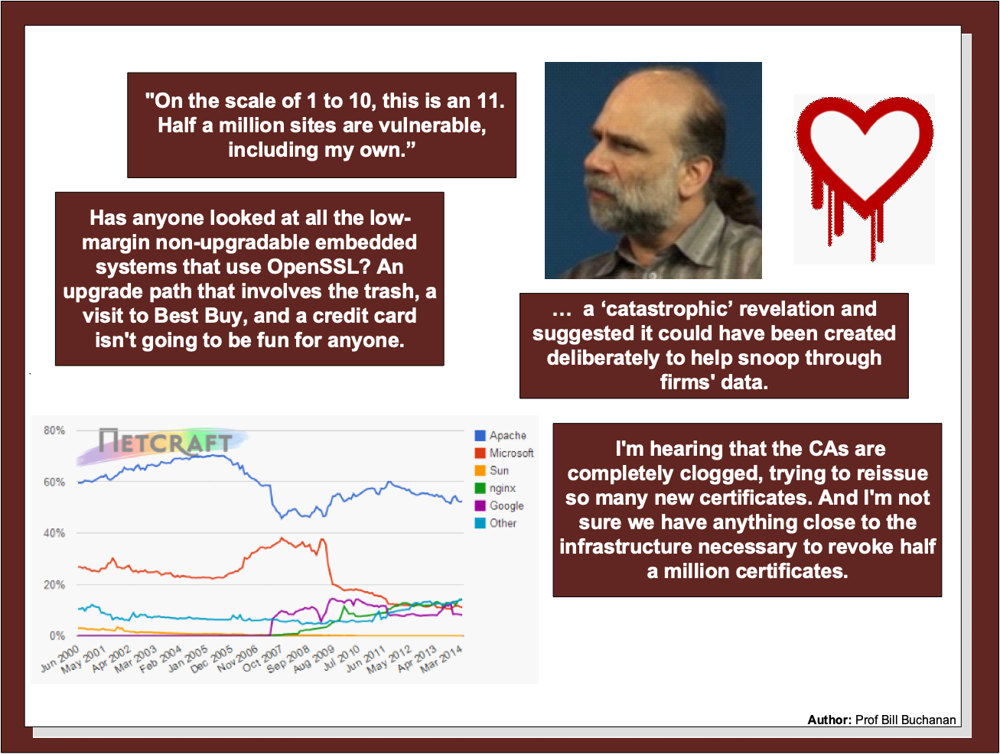 "On the scale of 1 to 10, this is an 11.
Half a million sites are vulnerable,
including my own.”
Has anyone looked at all the low-
margin non-upgradable embedded
systems that use OpenSSL? An
upgrade path that involves the trash, a
visit to Best Buy, and a credit card
isn't going to be fun for anyone.
… a ‘catastrophic’ revelation and
suggested it could have been created
deliberately to help snoop through
firms' data.
I'm hearing that the CAs are
completely clogged, trying to reissue
so many new certificates. And I'm not
sure we have anything close to the
infrastructure necessary to revoke half
a million certificates.
NETCRAFT
80%
60%
40%
20%
0%
Jun 2000
May 2001
Apr 2002
Mar 2003
Feb 2004
Jan 2005
Dec 2005
Nov 2006
Oct 2007
Sep 2008
Aug 2009
Jul 2010
Jun 2011
May 2012
Apr 2013
Mar 2014
Apache
Microsoft
Sun
nginx
Google
Other
Author: Prof Bill Buchanan